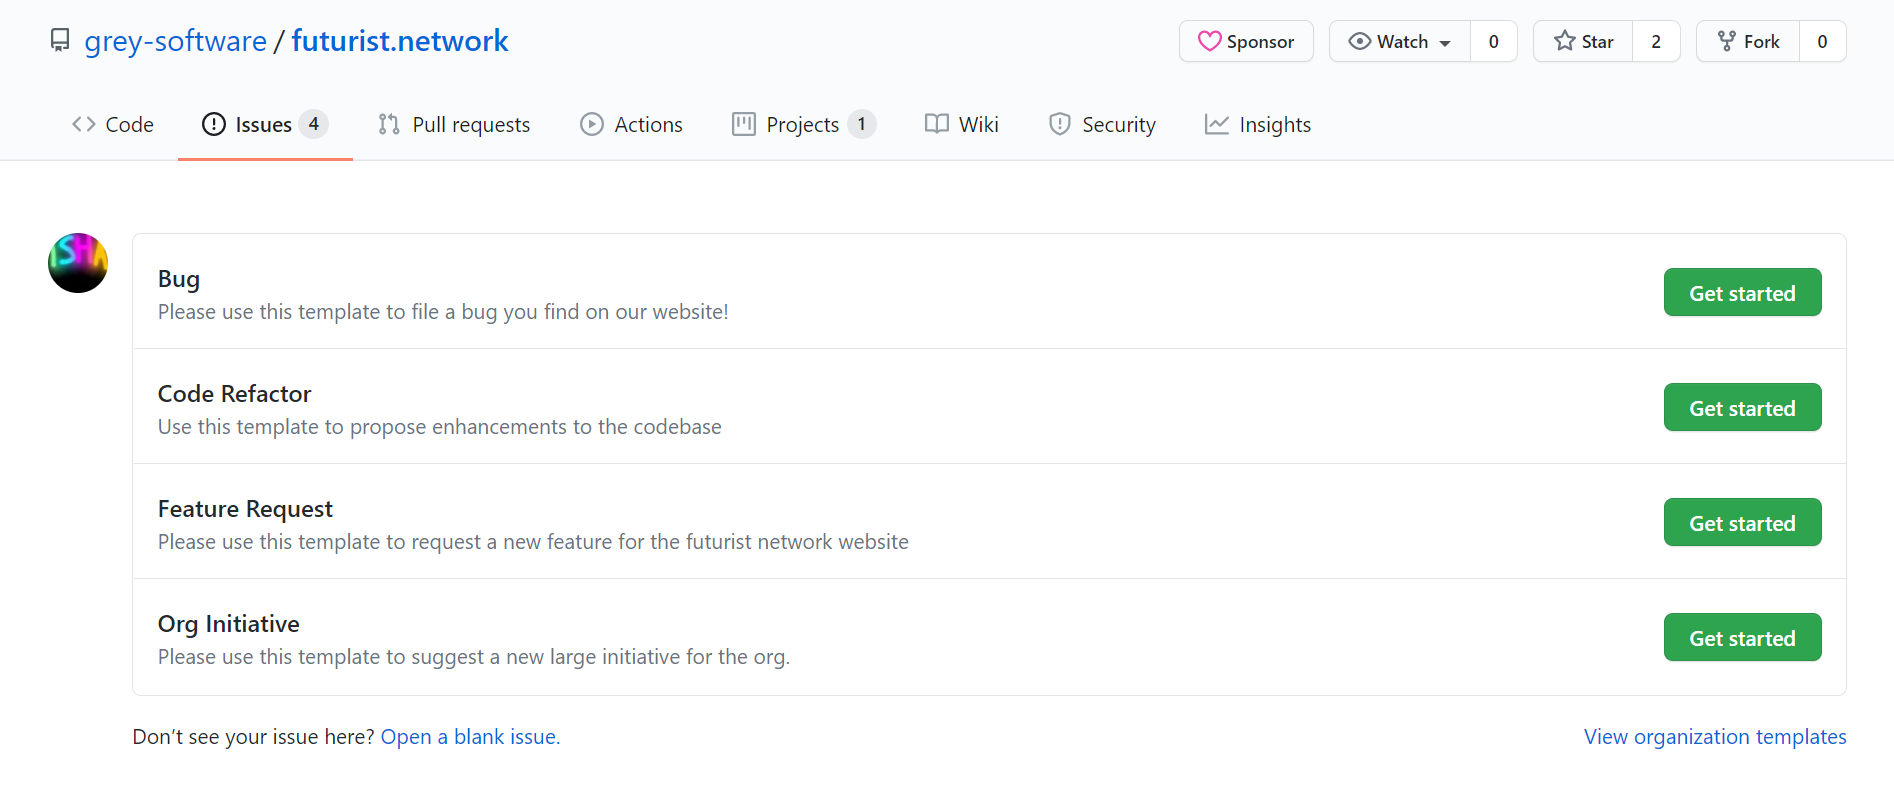 grey-software / futurist.network
Sponsor
Watch 0
Star 2
Fork 0
Code
Issues 4
Pull requests
Actions
Projects 1
Wiki
Security
Insights
ISHA
Bug
Please use this template to file a bug you find on our website!
Get started
Code Refactor
Use this template to propose enhancements to the codebase
Get started
Feature Request
Please use this template to request a new feature for the futurist network website
Get started
Org Initiative
Please use this template to suggest a new large initiative for the org.
Get started
Don’t see your issue here? Open a blank issue.
View organization templates